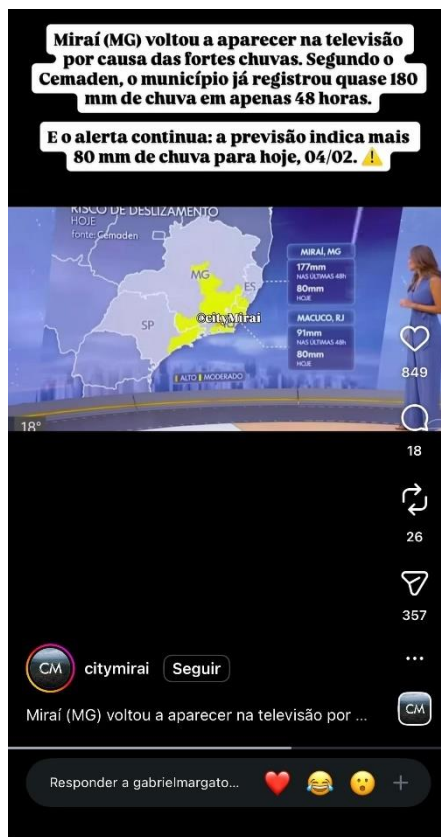 Miraí (MG) voltou a aparecer na televisão
por causa das fortes chuvas. Segundo o
Cemaden, o município já registrou quase 180
mm de chuva em apenas 48 horas.
E o alerta continua: a previsão indica mais
80 mm de chuva para hoje, 04/02. ⚠️
RISCO DE DESLIZAMENTO
HOJE
fonte: Cemaden
MG
ES
SP
@cityMirai
MIRAÍ, MG
177mm
NAS ÚLTIMAS 48h
80mm
HOJE
MACUCO, RJ
91mm
NAS ÚLTIMAS 48h
80mm
HOJE
ALTO MODERADO
18°
849
18
26
357
CM
citymirai
Seguir
CM
Miraí (MG) voltou a aparecer na televisão por ...
Responder a gabrielmargato... ❤️ 😂 😮 +